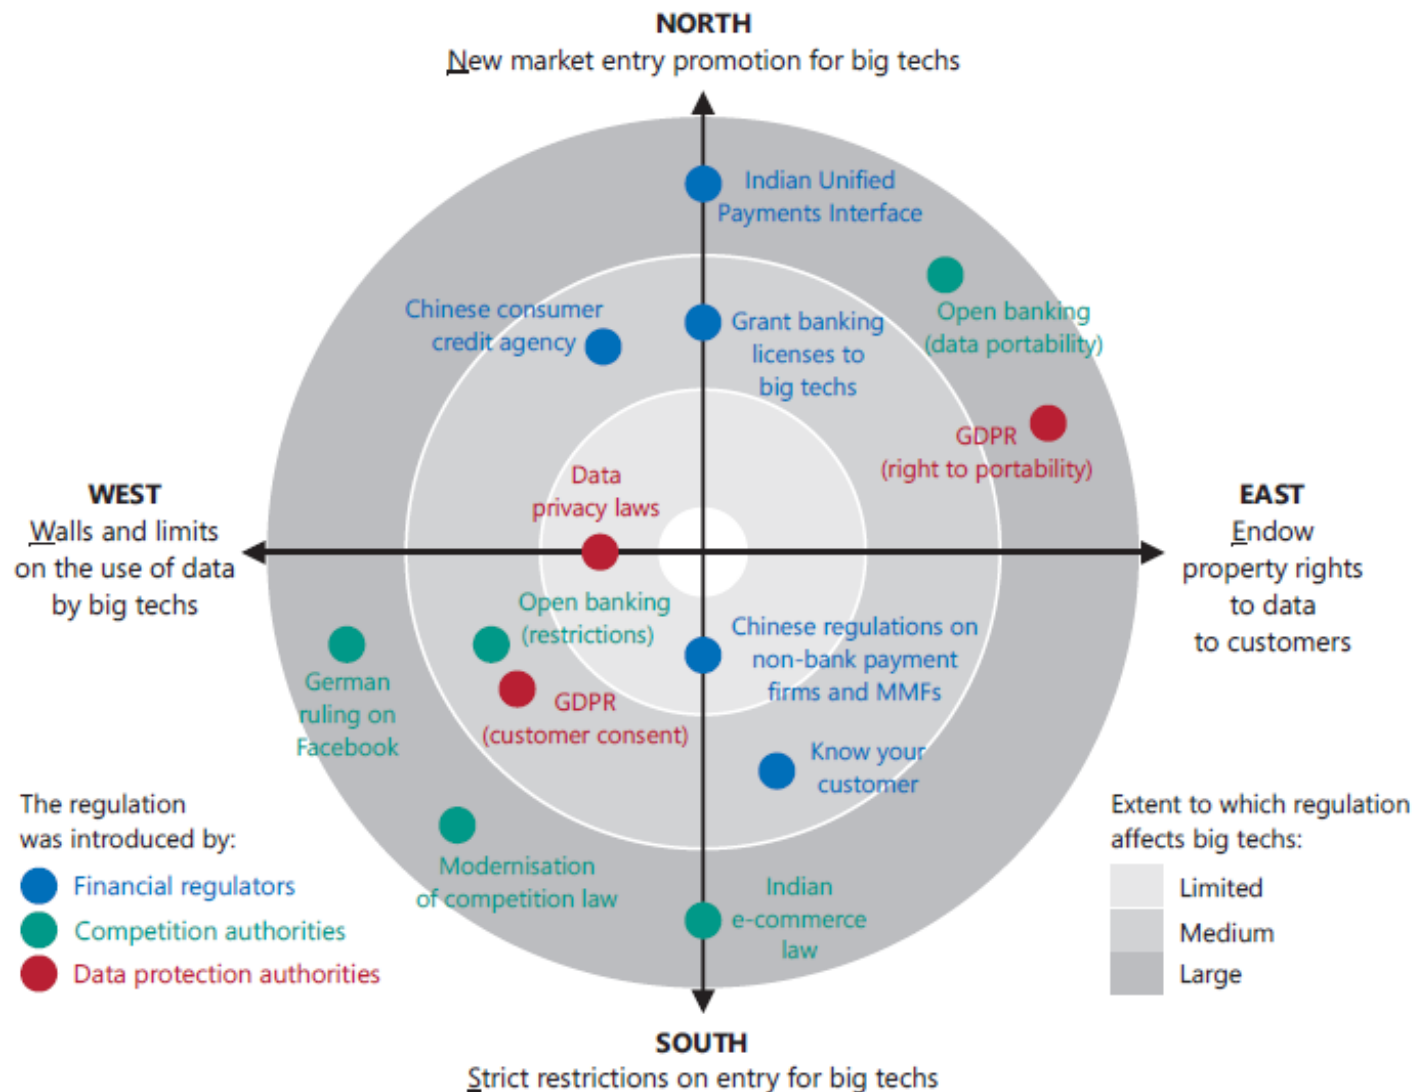 NORTH
New market entry promotion for big techs
Indian Unified
Payments Interface
Chinese consumer
credit agency
Grant banking
licenses to
big techs
Open banking
(data portability)
GDPR
(right to portability)
Data
privacy laws
WEST
Walls and limits
on the use of data
by big techs
EAST
Endow
property rights
to data
to customers
Open banking
(restrictions)
Chinese regulations on
non-bank payment
firms and MMFs
German
ruling on
Facebook
GDPR
(customer consent)
Know your
customer
Modernisation
of competition law
Indian
e-commerce
law
The regulation
was introduced by:
Financial regulators
Competition authorities
Data protection authorities
Extent to which regulation
affects big techs:
Limited
Medium
Large
SOUTH
Strict restrictions on entry for big techs